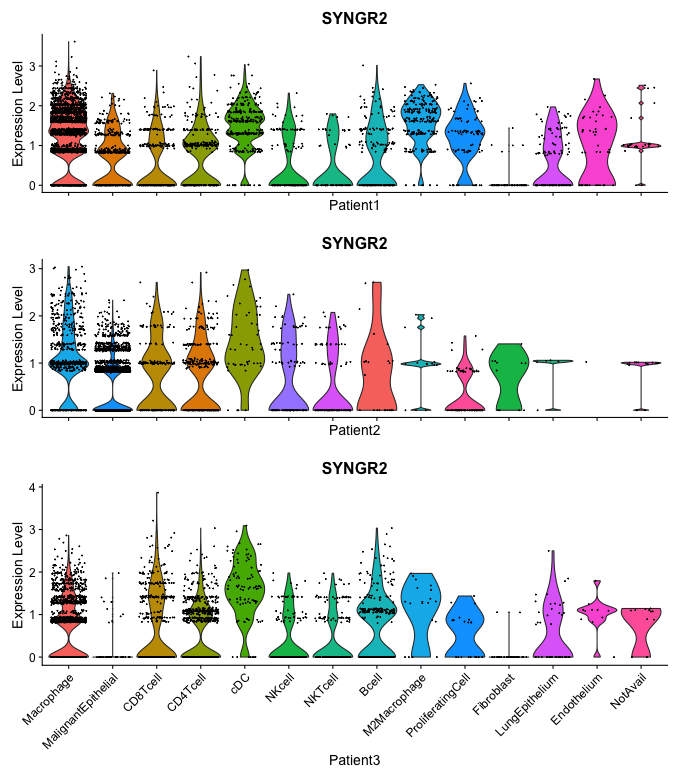 SYNGR2
Expression Level
3
2
1
0
Patient1
SYNGR2
Expression Level
3
2
1
0
Patient2
SYNGR2
Expression Level
4
3
2
1
0
Macrophage
MalignantEpithelial
CD8Tcell
CD4Tcell
cDC
NKcell
NKTcell
Bcell
M2Macrophage
ProliferatingCell
Fibroblast
LungEpithelium
Endothelium
NotAvail
Patient3